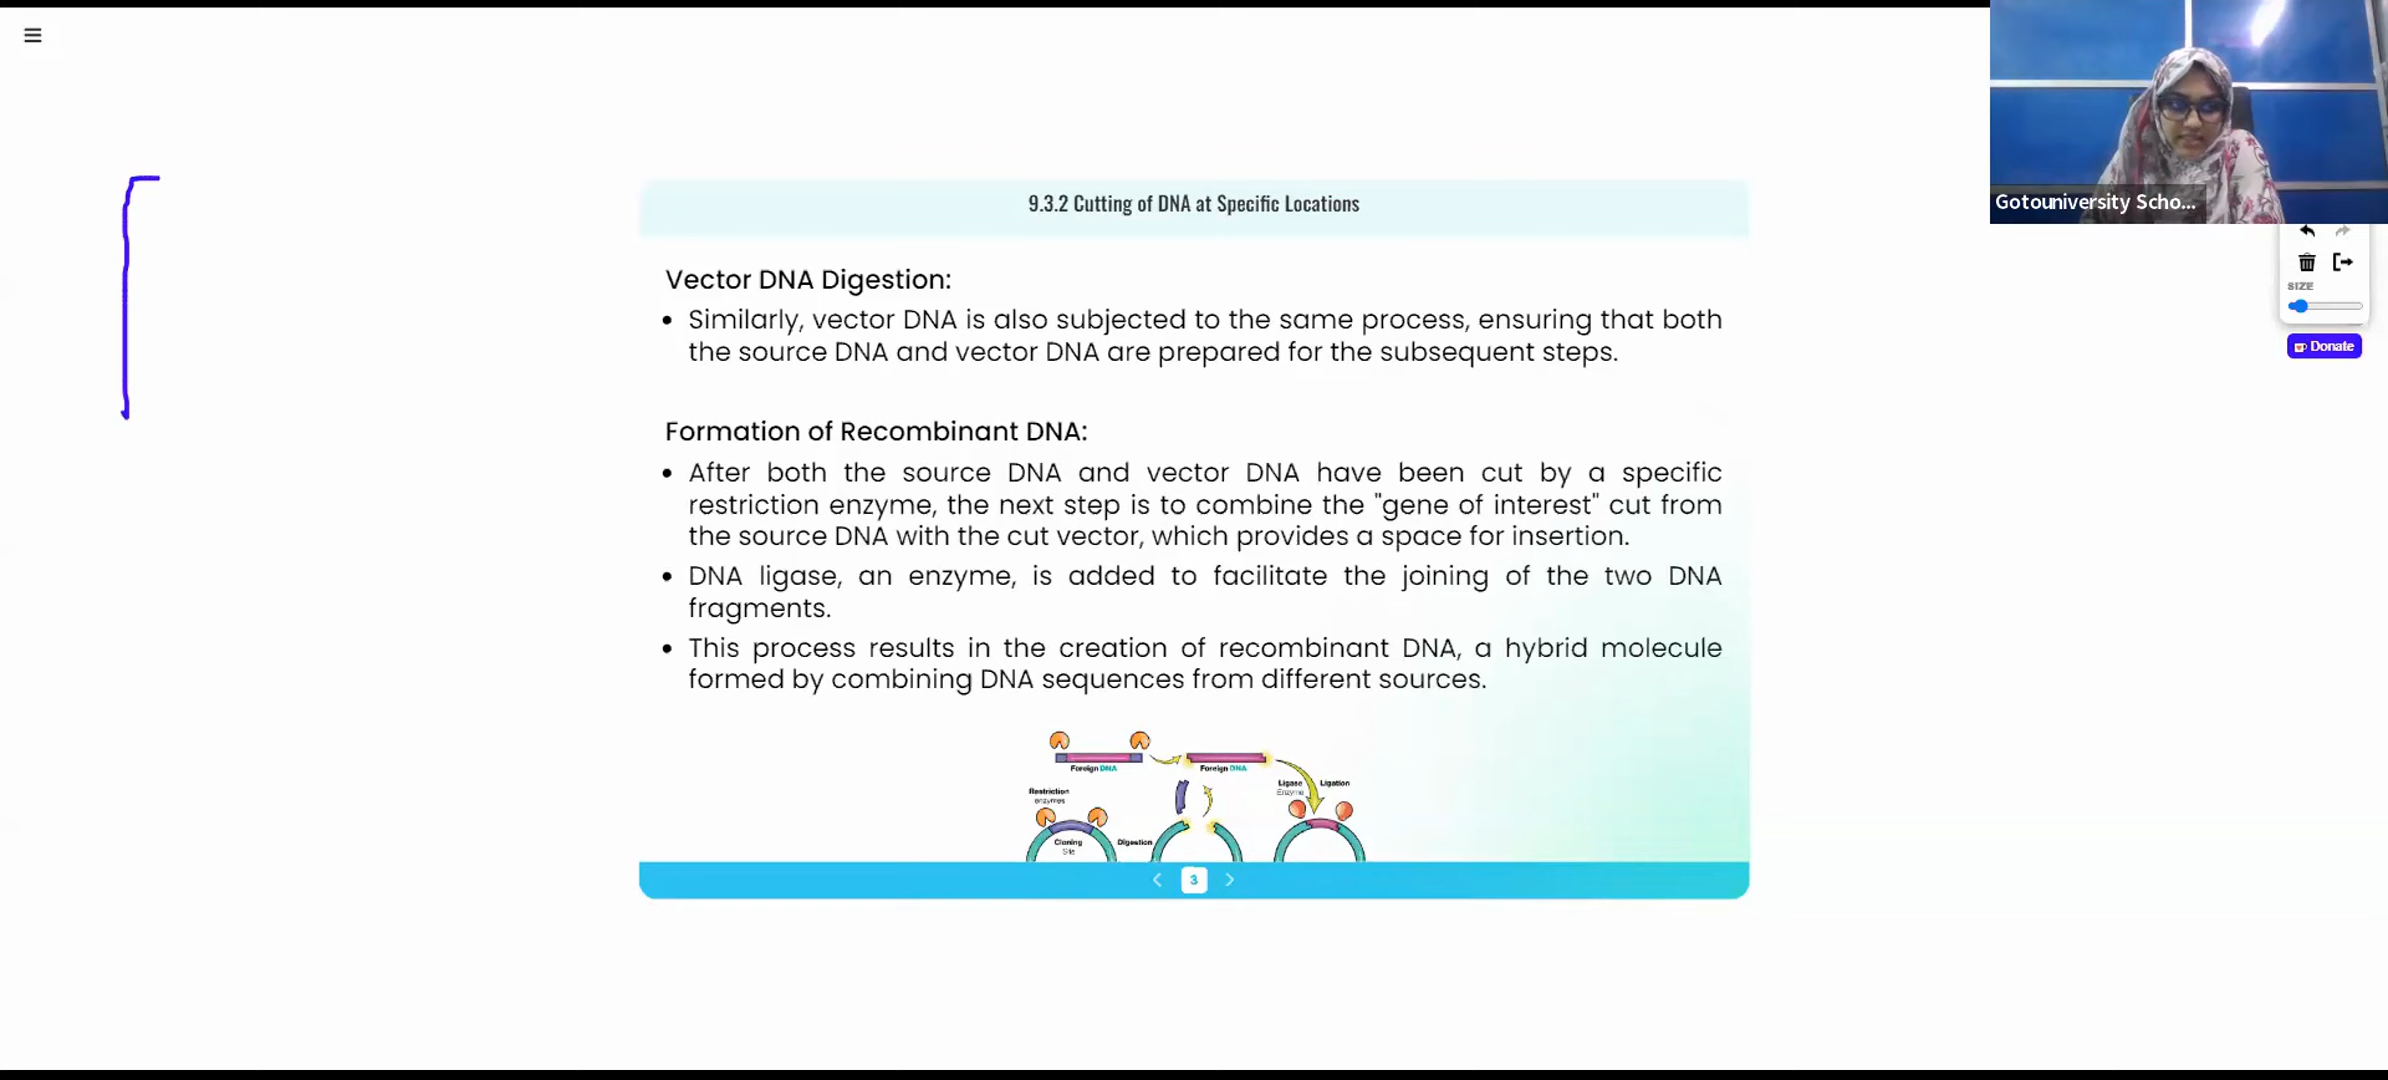 Gotouniversity Scho...
SIZE
Donate
9.3.2 Cutting of DNA at Specific Locations
Vector DNA Digestion:
• Similarly, vector DNA is also subjected to the same process, ensuring that both
the source DNA and vector DNA are prepared for the subsequent steps.
Formation of Recombinant DNA:
• After both the source DNA and vector DNA have been cut by a specific
restriction enzyme, the next step is to combine the "gene of interest" cut from
the source DNA with the cut vector, which provides a space for insertion.
• DNA ligase, an enzyme, is added to facilitate the joining of the two DNA
fragments.
• This process results in the creation of recombinant DNA, a hybrid molecule
formed by combining DNA sequences from different sources.
Foreign DNA
Foreign DNA
Restriction
enzymes
Ligase
Enzyme
Ligation
Cloning
Site
Digestion
3